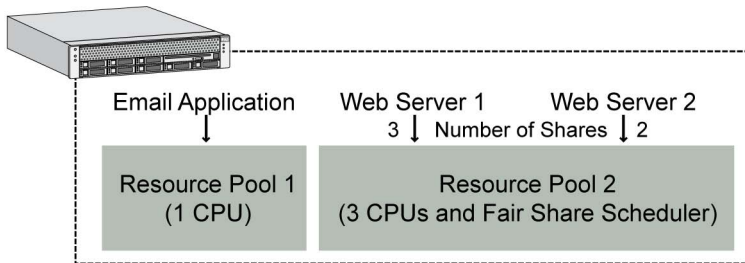 Email Application
Web Server 1
Web Server 2
3 Number of Shares 2
Resource Pool 1
(1 CPU)
Resource Pool 2
(3 CPUs and Fair Share Scheduler)